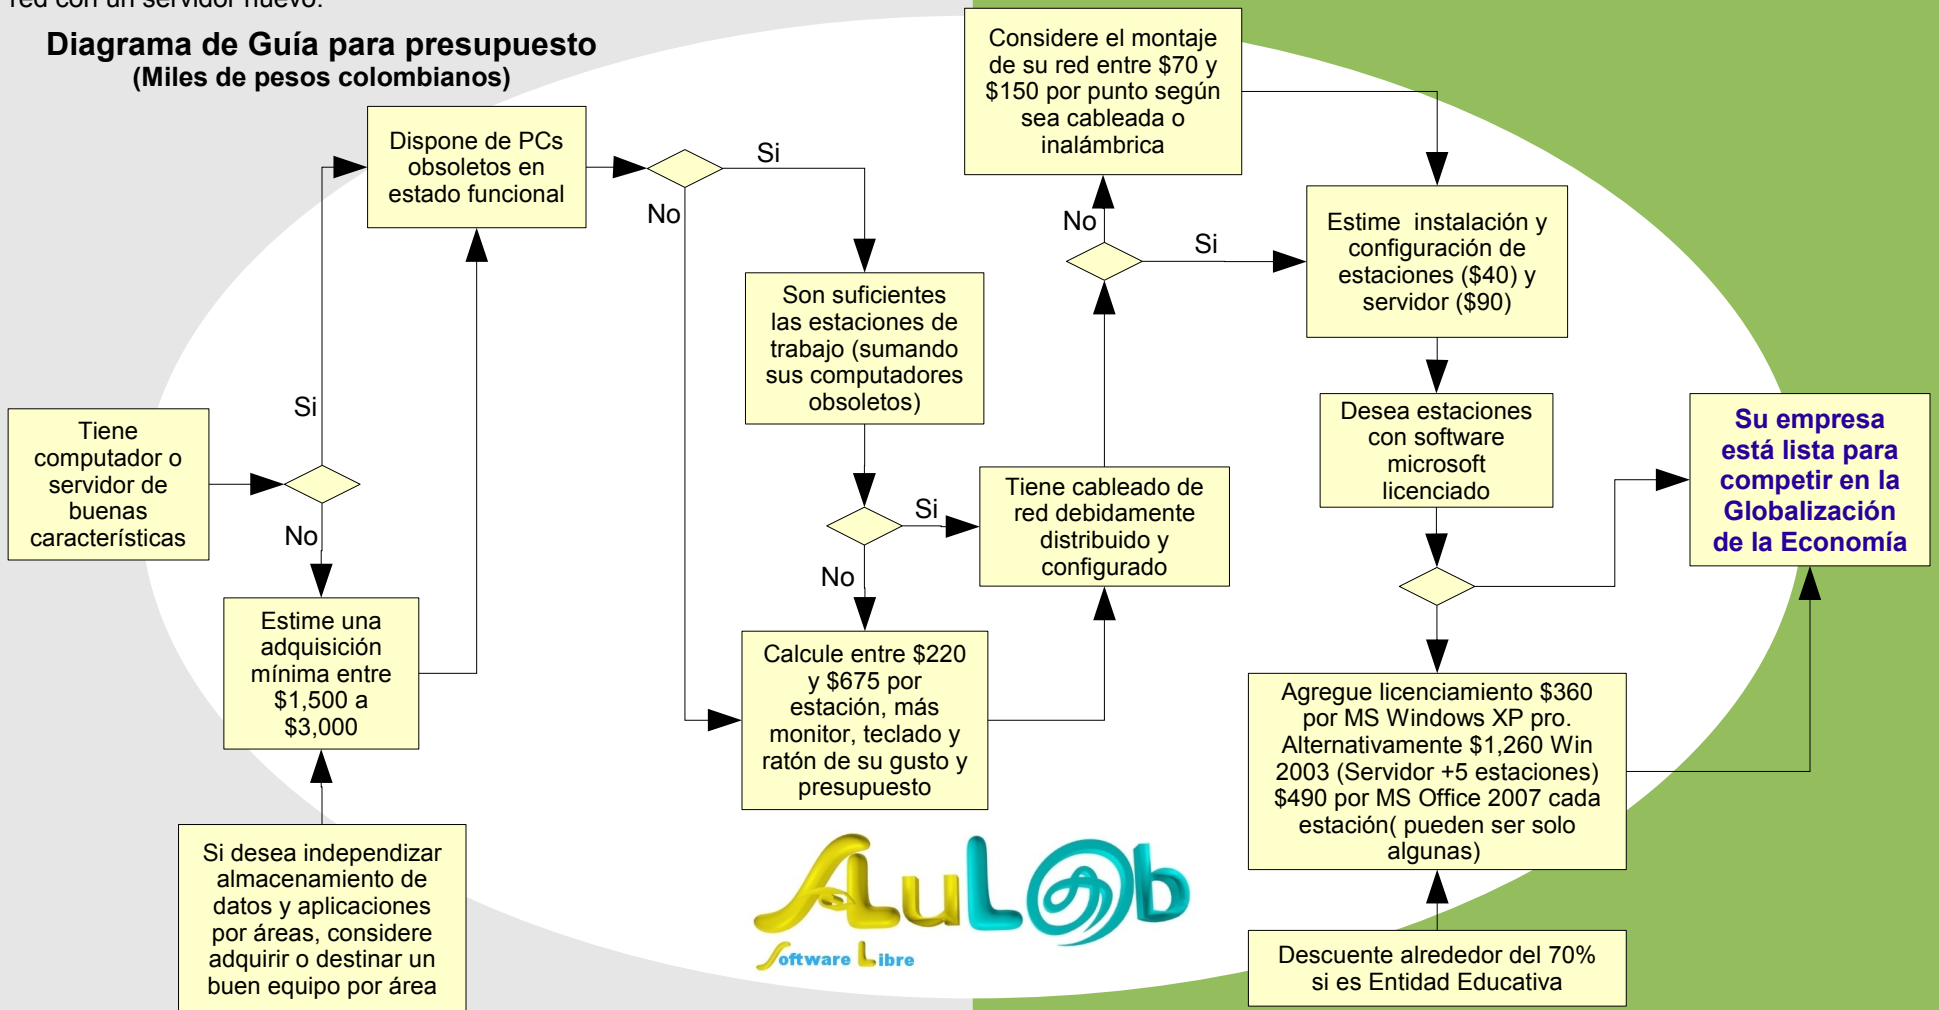 red con un servidor nuevo.
Diagrama de Guía para presupuesto
(Miles de pesos colombianos)
Tiene
computador o
servidor de
buenas
características
Si
No
Estime una
adquisición
mínima entre
$1,500 a
$3,000
Si desea independizar
almacenamiento de
datos y aplicaciones
por áreas, considere
adquirir o destinar un
buen equipo por área
Dispone de PCs
obsoletos en
estado funcional
Si
No
Son suficientes
las estaciones de
trabajo (sumando
sus computadores
obsoletos)
Si
No
Calcule entre $220
y $675 por
estación, más
monitor, teclado y
ratón de su gusto y
presupuesto
Tiene cableado de
red debidamente
distribuido y
configurado
No
Si
Considere el montaje
de su red entre $70 y
$150 por punto según
sea cableada o
inalámbrica
Estime instalación y
configuración de
estaciones ($40) y
servidor ($90)
Desea estaciones
con software
microsoft
licenciado
Agregue licenciamiento $360
por MS Windows XP pro.
Alternativamente $1,260 Win
2003 (Servidor +5 estaciones)
$490 por MS Office 2007 cada
estación( pueden ser solo
algunas)
Descuente alrededor del 70%
si es Entidad Educativa
Su empresa
está lista para
competir en la
Globalización
de la Economía
AuL@b
Software Libre